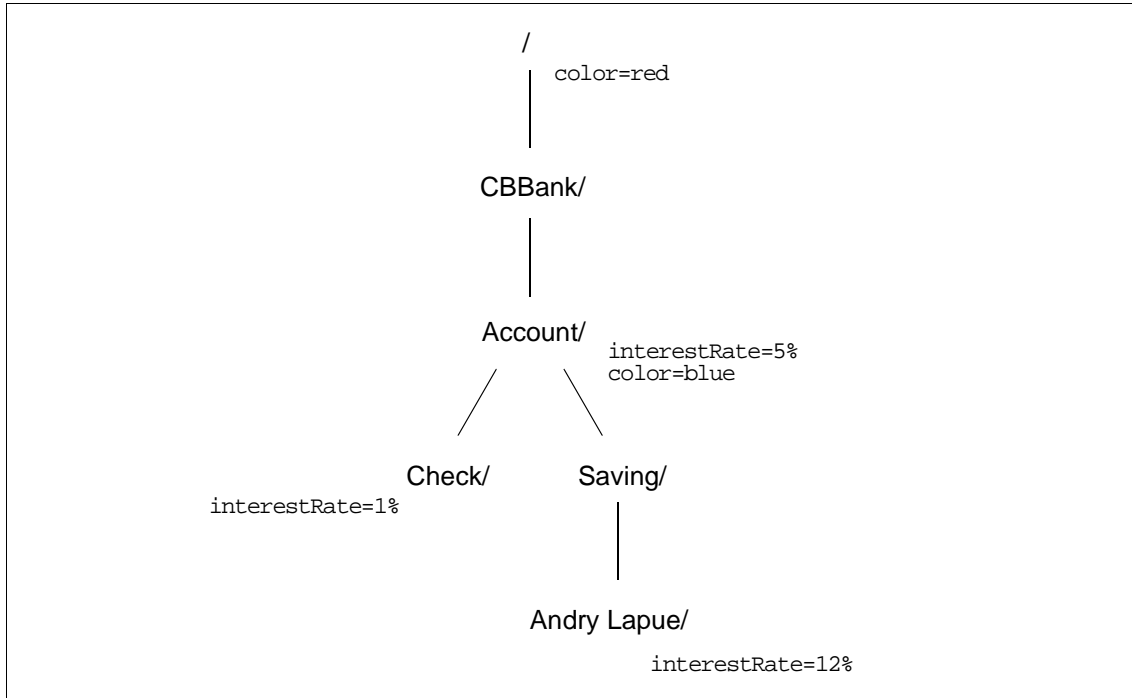 /
color=red
CBBank/
Account/
interestRate=5%
color=blue
Check/
Saving/
interestRate=1%
Andry Lapue/
interestRate=12%